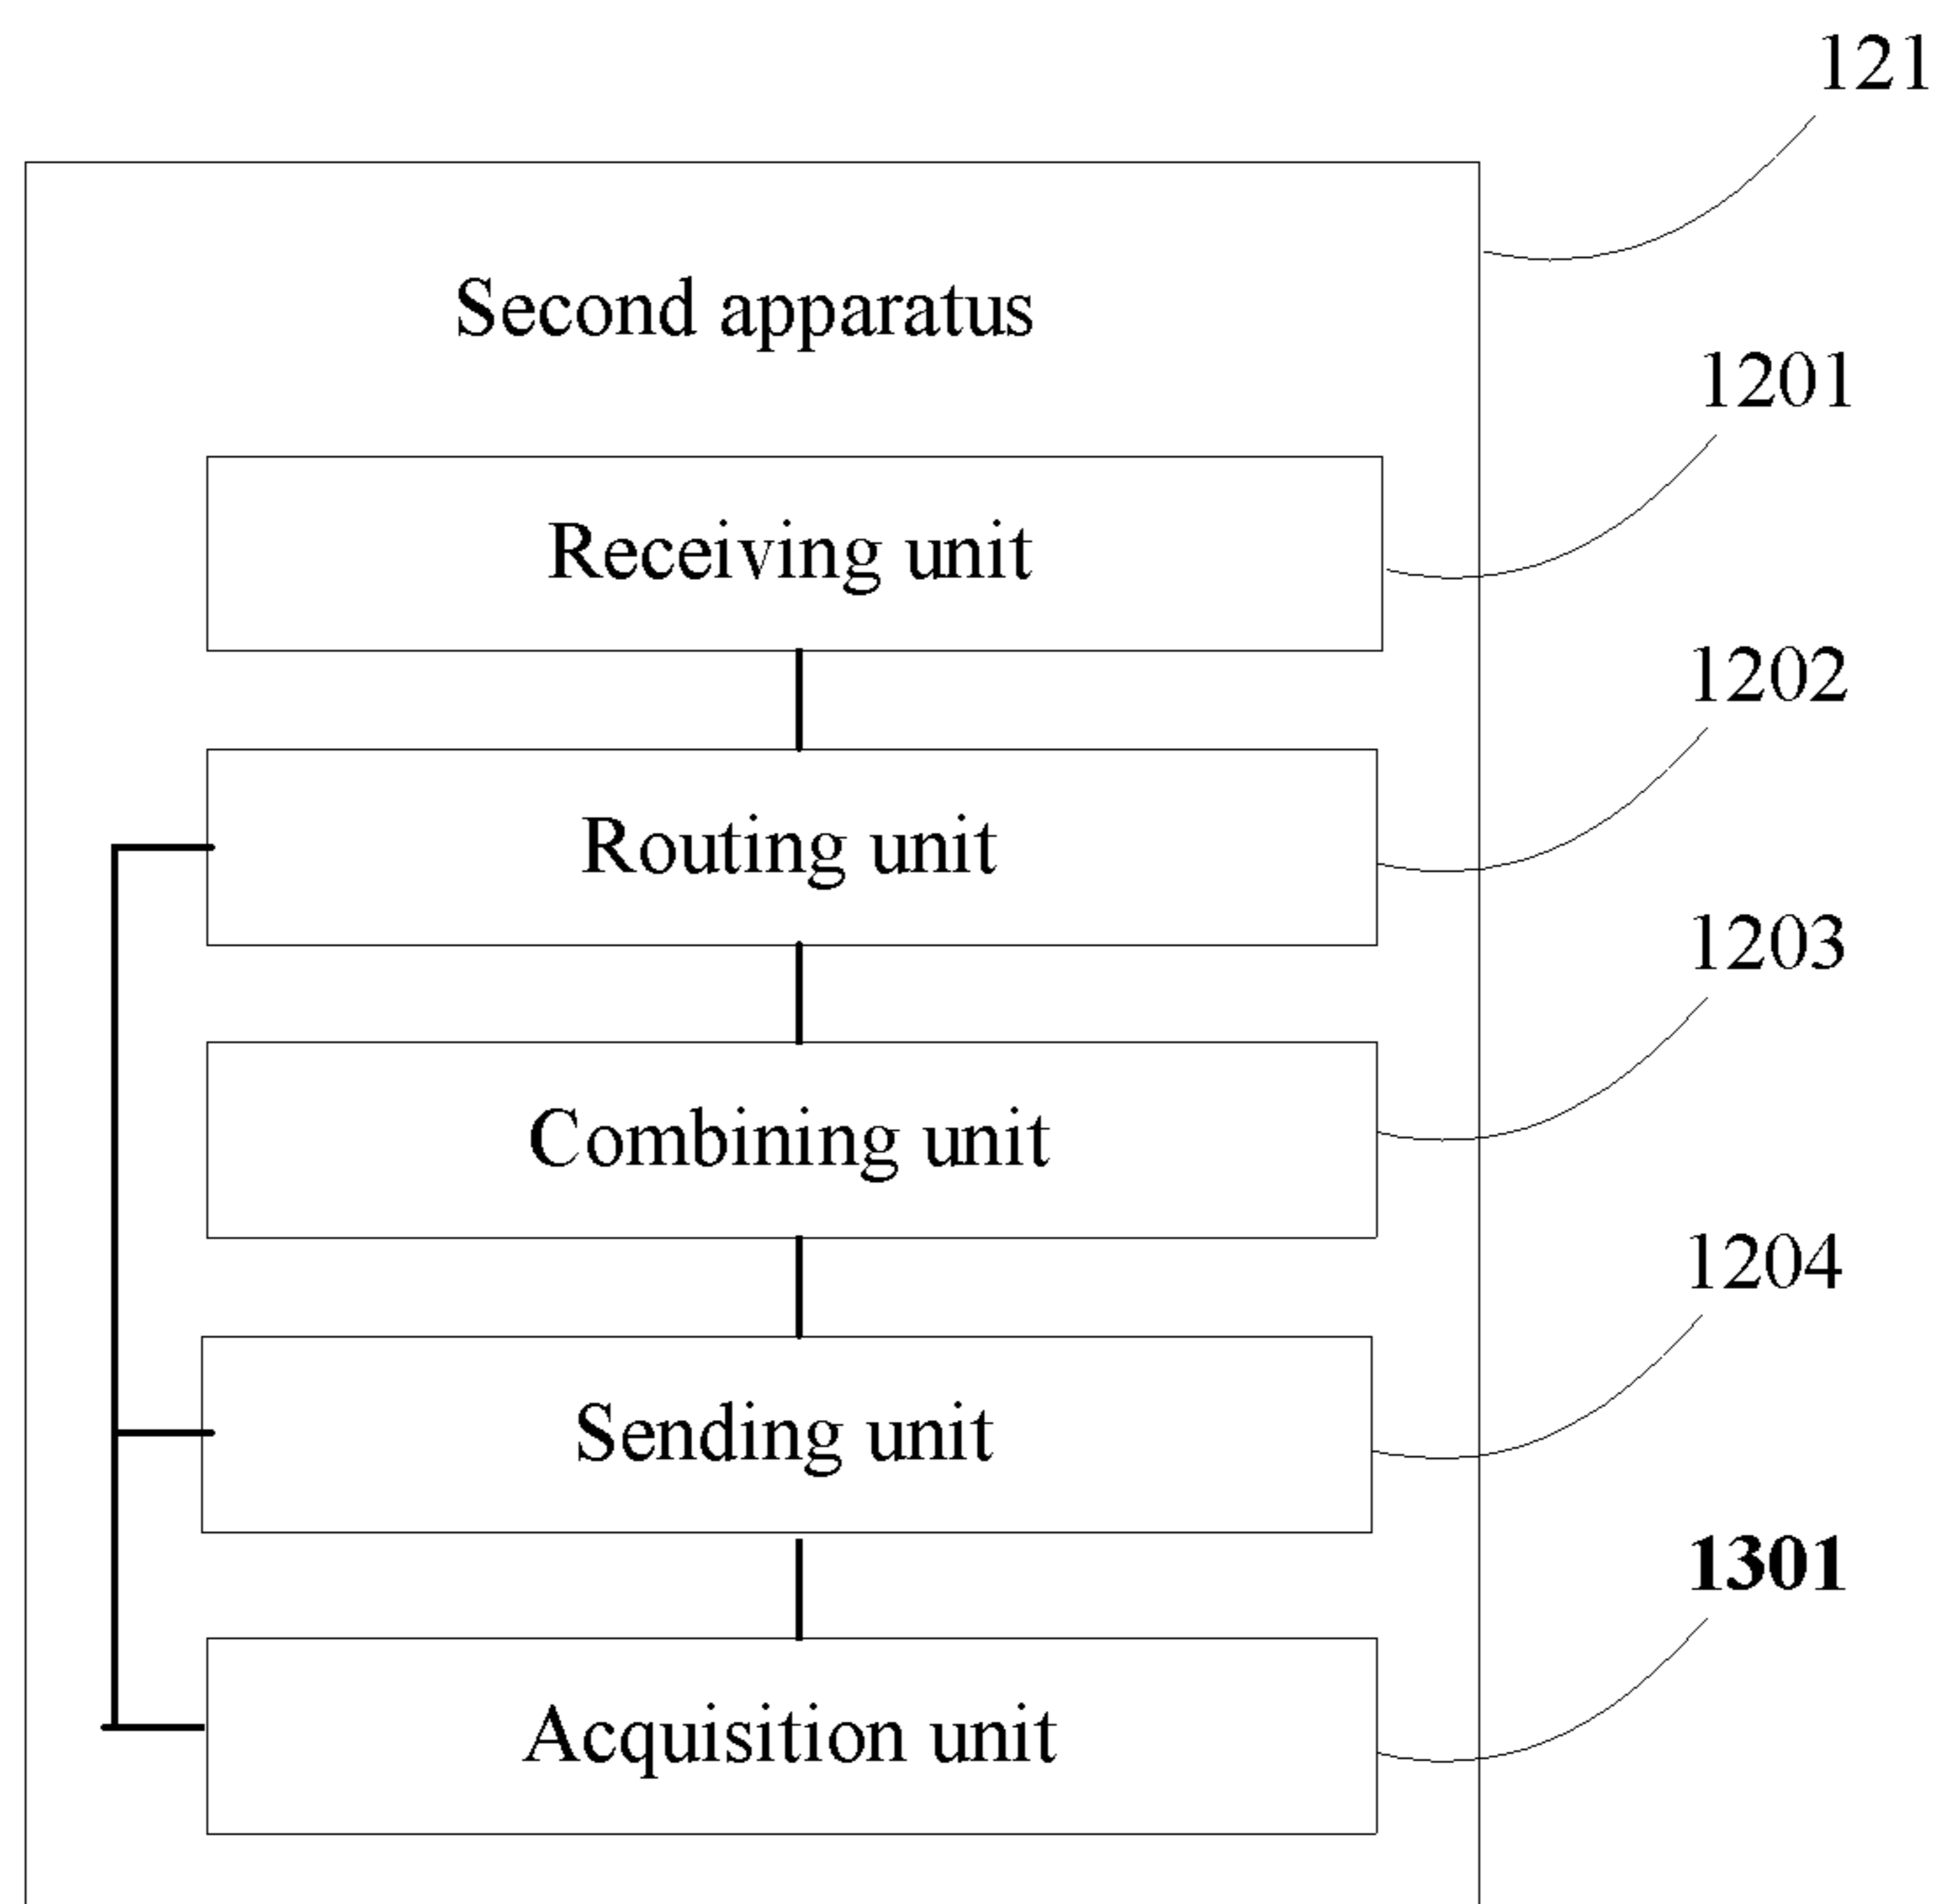 121
Second apparatus
1201
Receiving unit
1202
Routing unit
1203
Combining unit
1204
Sending unit
1301
Acquisition unit